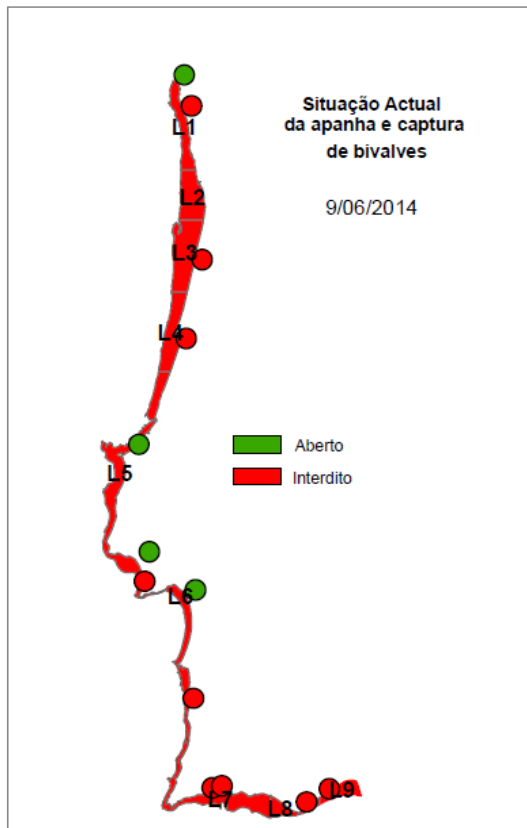 Situação Actual
da apanha e captura
de bivalves
9/06/2014
L1
L2
L3
L4
Aberto
L5
Interdito
L6
L7
L8
L9